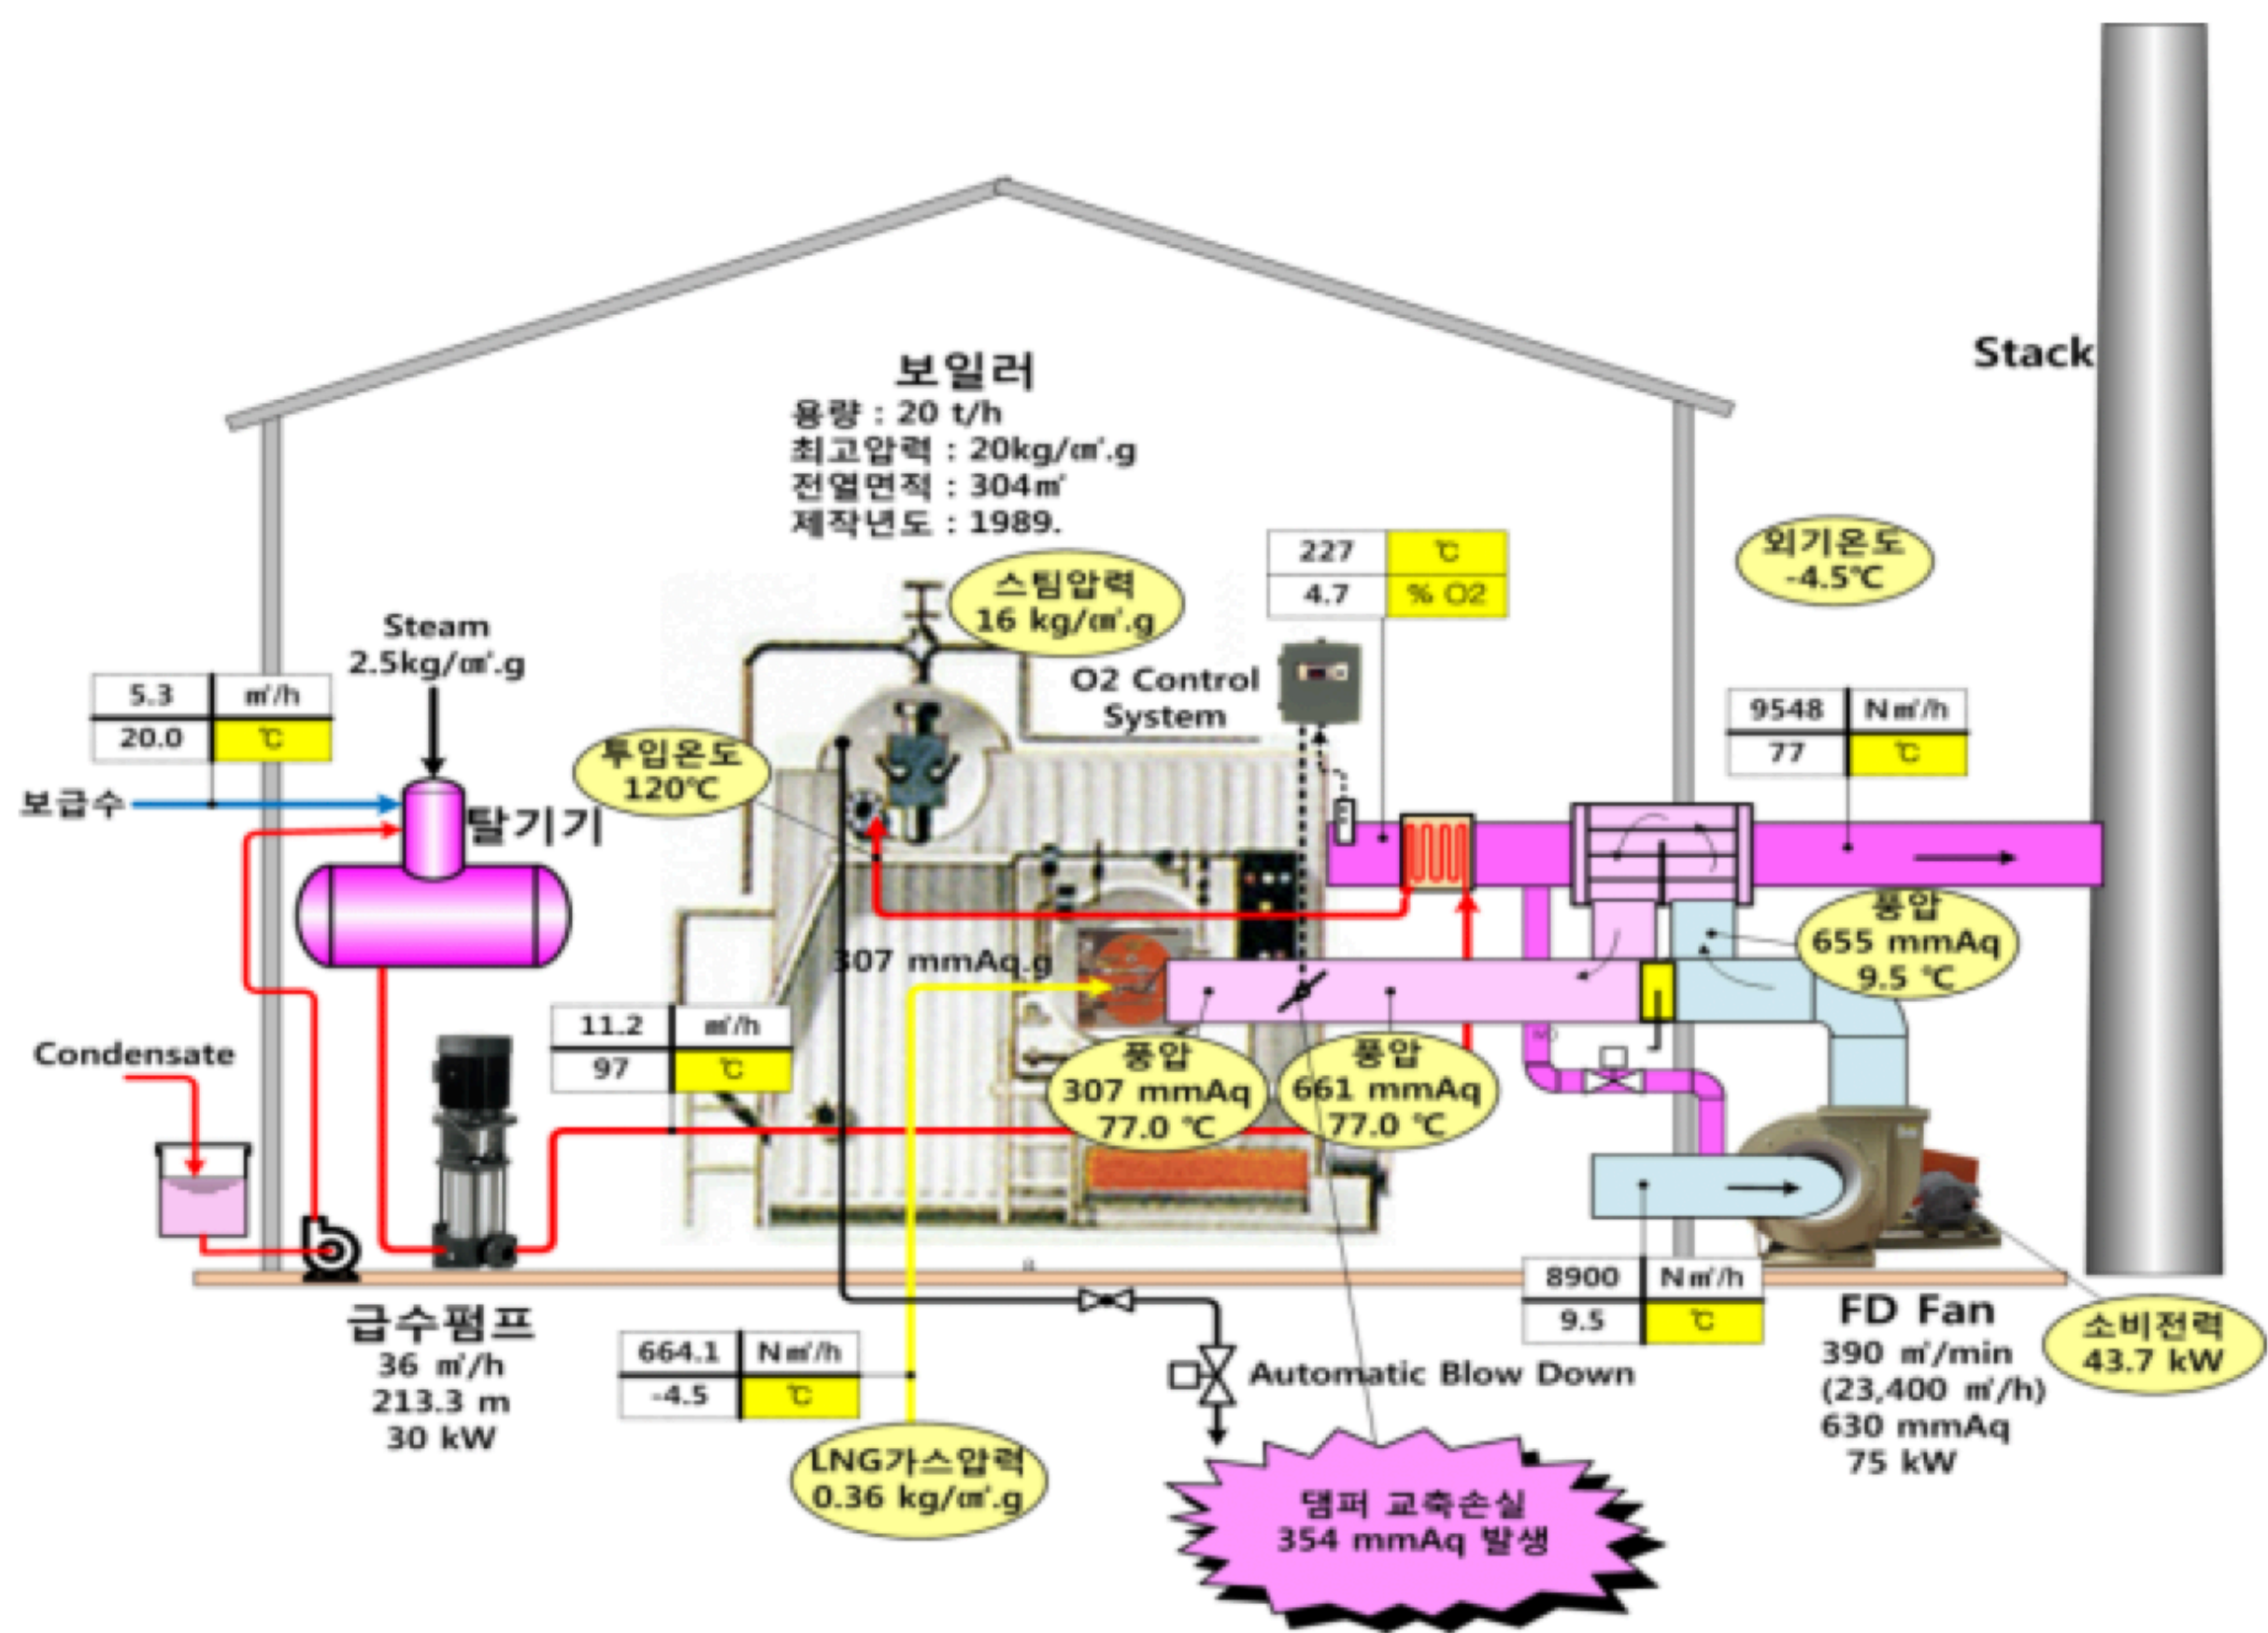 Stack
보일러
용량 : 20 t/h
최고압력 : 20kg/㎠.g
전열면적 : 304㎡
제작년도 : 1989.
227 ℃
4.7 % O2
외기온도
-4.5℃
스팀압력
16 kg/㎠.g
Steam
2.5kg/㎠.g
5.3 ㎥/h
20.0 ℃
O2 Control
System
9548 N㎥/h
77 ℃
투입온도
120℃
보급수
탈기기
풍압
655 mmAq
9.5 ℃
307 mmAq.g
11.2 ㎥/h
97 ℃
Condensate
풍압
307 mmAq
77.0 ℃
풍압
661 mmAq
77.0 ℃
8900 N㎥/h
9.5 ℃
급수펌프
36 ㎥/h
213.3 m
30 kW
664.1 N㎥/h
-4.5 ℃
Automatic Blow Down
FD Fan
390 ㎥/min
(23,400 ㎥/h)
630 mmAq
75 kW
소비전력
43.7 kW
LNG가스압력
0.36 kg/㎠.g
댐퍼 교축손실
354 mmAq 발생